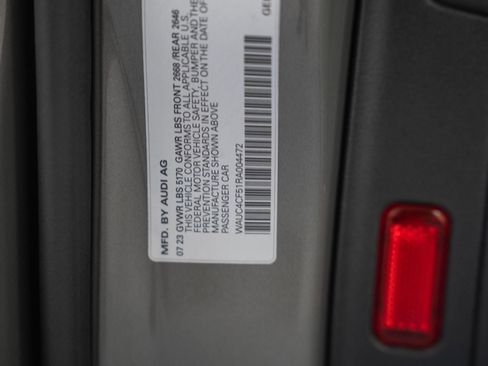 MFD. BY AUDI AG
07 23 GVWR LBS 5170 GAWR LBS FRONT 2668 /REAR 2646
THIS VEHICLE CONFORMS TO ALL APPLICABLE U.S.
FEDERAL MOTOR VEHICLE SAFETY, BUMPER AND THE
PREVENTION STANDARDS IN EFFECT ON THE DATE OF
MANUFACTURE SHOWN ABOVE
PASSENGER CAR
WAUC4CF51RA004472